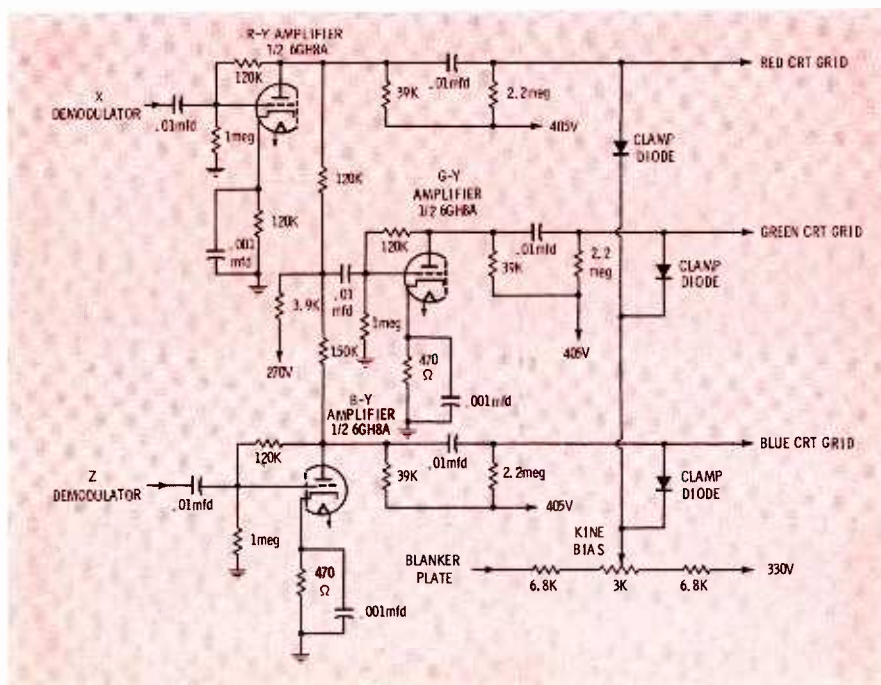 R-Y AMPLIFIER
1/2 6GH8A
120K
X
DEMODULATOR
.01mfd
1meg
.001
mfd
120K
120K
39K
.01mfd
2.2meg
405V
RED CRT GRID
CLAMP
DIODE
G-Y
AMPLIFIER
1/2 6GH8A
120K
3.9K
270V
.01
mfd
1meg
470
Ω
.001mfd
39K
.01mfd
2.2
meg
405V
GREEN CRT GRID
CLAMP
DIODE
150K
B-Y
AMPLIFIER
1/2 6GH8A
120K
Z
DEMODULATOR
.01mfd
1meg
470
Ω
.001mfd
39K
.01mfd
2.2meg
405V
BLUE CRT GRID
CLAMP
DIODE
KINE
BIAS
BLANKER
PLATE
6.8K
3K
6.8K
330V